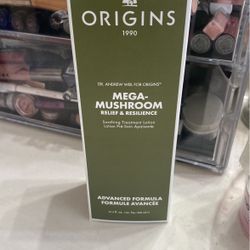 ORIGINS
1990
DR. ANDREW WEIL FOR ORIGINS™
MEGA-
MUSHROOM
RELIEF & RESILIENCE
Soothing Treatment Lotion
Lotion Pré-Soin Apaisante
ADVANCED FORMULA
FORMULE AVANCÉE